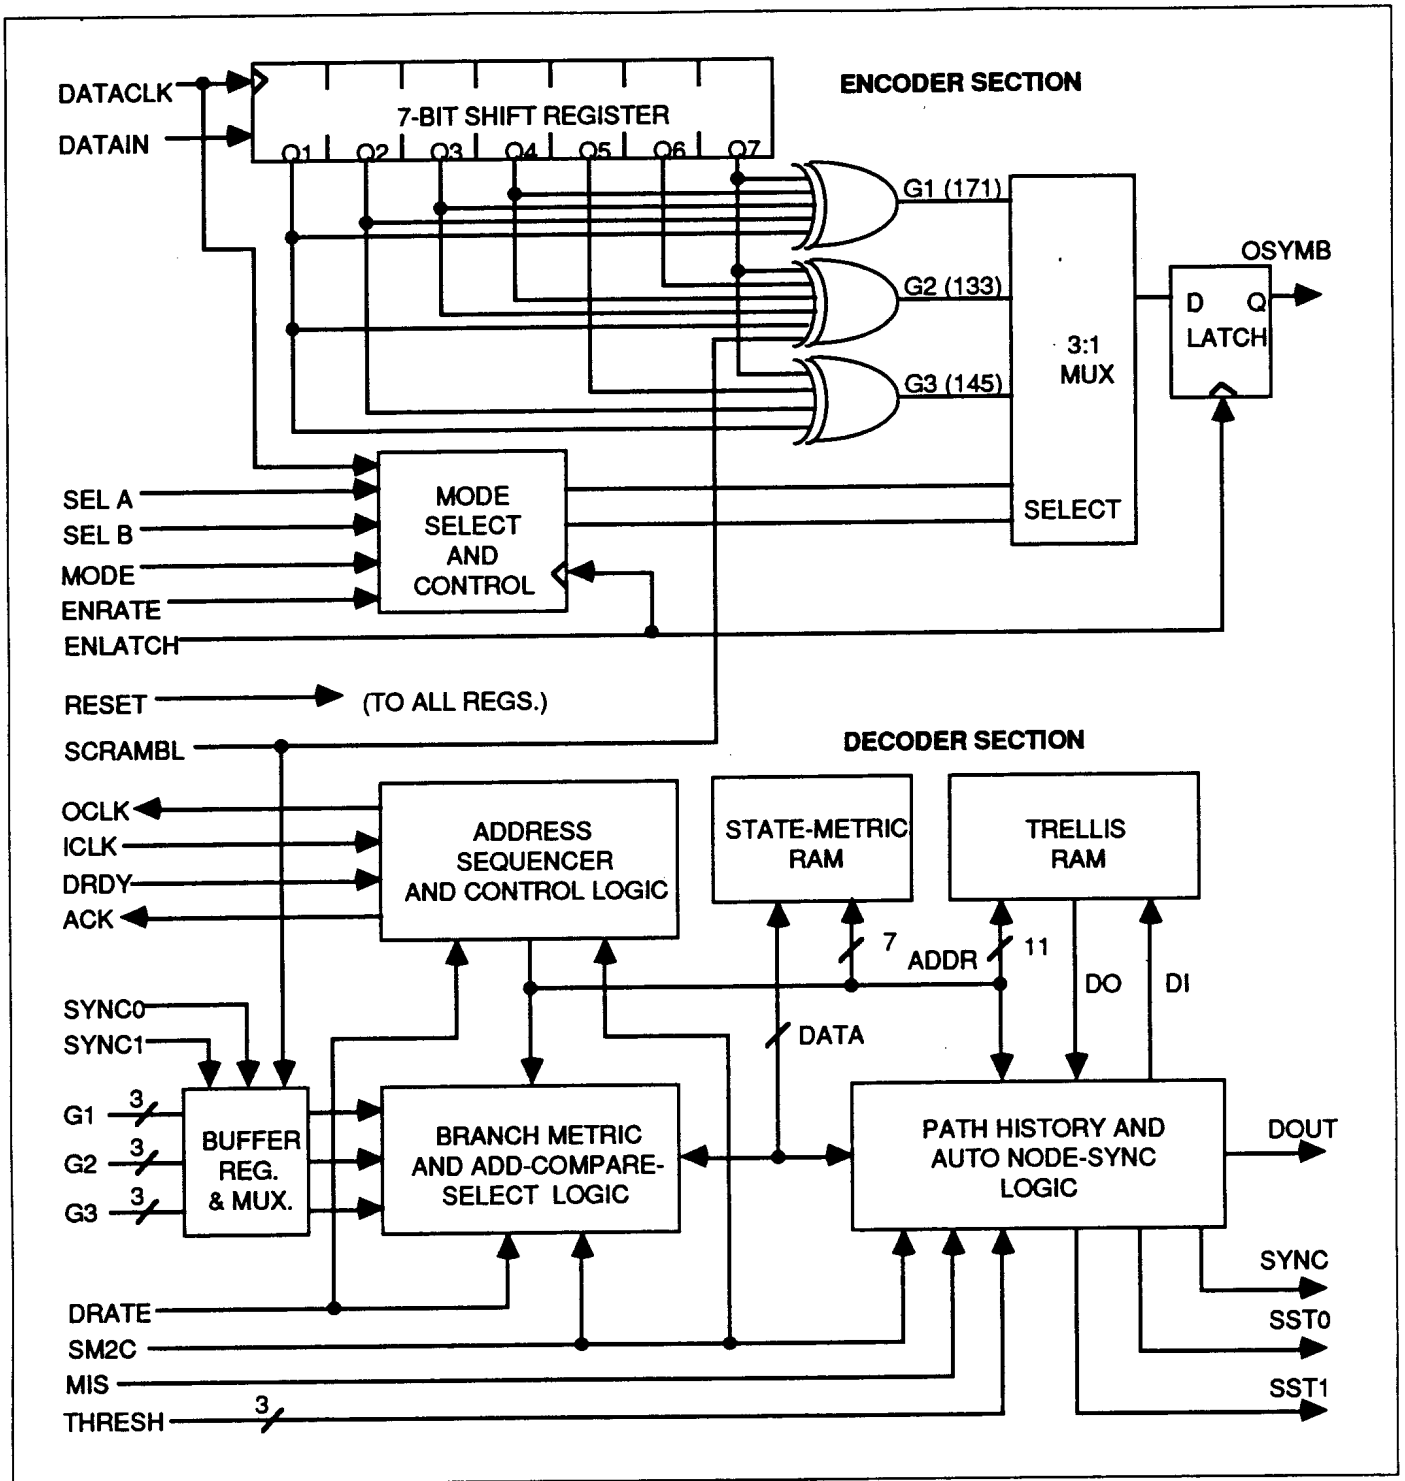 ENCODER SECTION
DATACLK
DATAIN
7-BIT SHIFT REGISTER
Q1 Q2 Q3 Q4 Q5 Q6 Q7
G1 (171)
G2 (133)
G3 (145)
3:1
MUX
SELECT
OSYMB
D Q
LATCH
SEL A
SEL B
MODE
ENRATE
ENLATCH
MODE
SELECT
AND
CONTROL
RESET
(TO ALL REGS.)
SCRAMBL
DECODER SECTION
OCLK
ICLK
DRDY
ACK
ADDRESS
SEQUENCER
AND CONTROL LOGIC
STATE-METRIC
RAM
TRELLIS
RAM
7
ADDR
11
DO
DI
DATA
SYNC0
SYNC1
G1
3
G2
3
G3
3
BUFFER
REG.
& MUX.
BRANCH METRIC
AND ADD-COMPARE-
SELECT LOGIC
PATH HISTORY AND
AUTO NODE-SYNC
LOGIC
DOUT
SYNC
SST0
SST1
DRATE
SM2C
MIS
THRESH
3